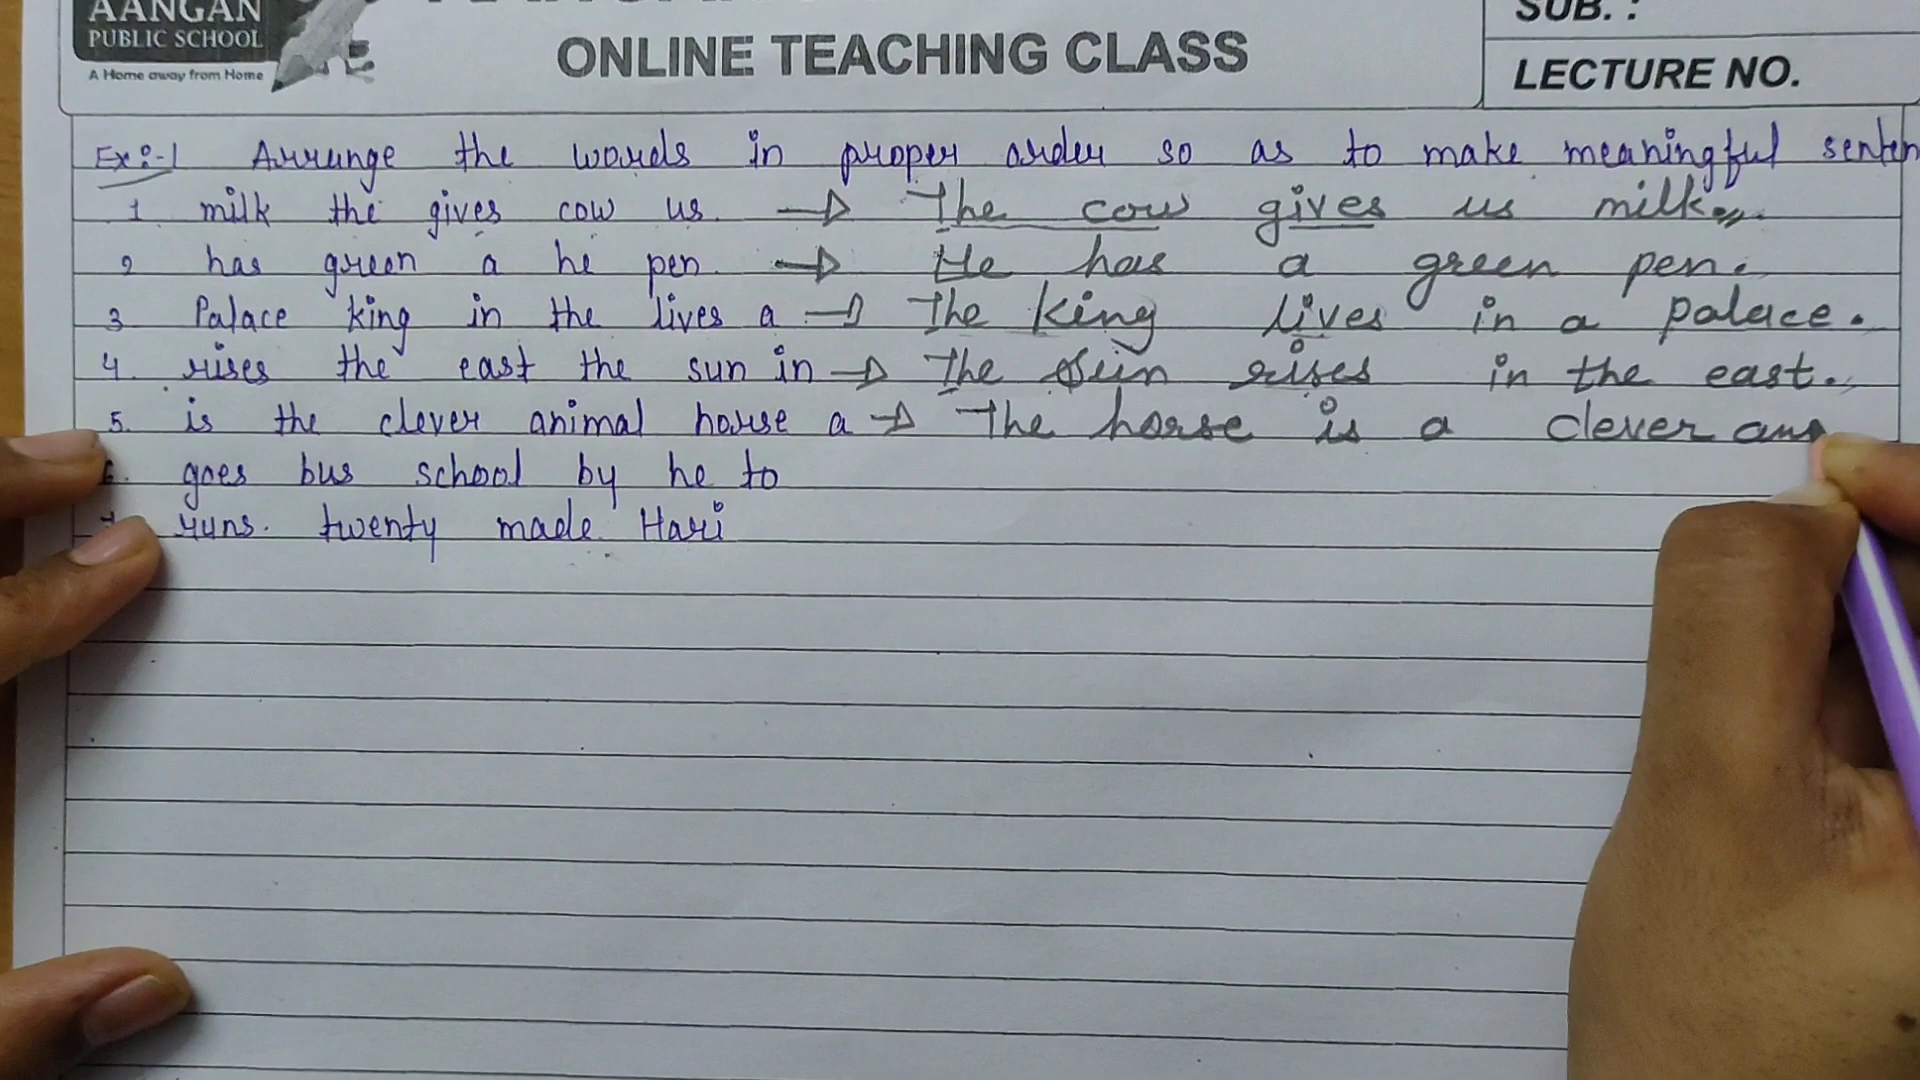 AANGAN
PUBLIC SCHOOL
A Home away from Home
ONLINE TEACHING CLASS
SUB. :
LECTURE NO.
Ex:-1 Arrange the words in proper order so as to make meaningful senten
1 milk the gives cow us. → The cow gives us milk.
2 has green a he pen. → He has a green pen.
3 Palace king in the lives a → The king lives in a palace.
4. rises the east the sun in → The Sun rises in the east.
5. is the clever animal horse a → The horse is a clever
6. goes bus school by he to
7 runs. twenty made Hari